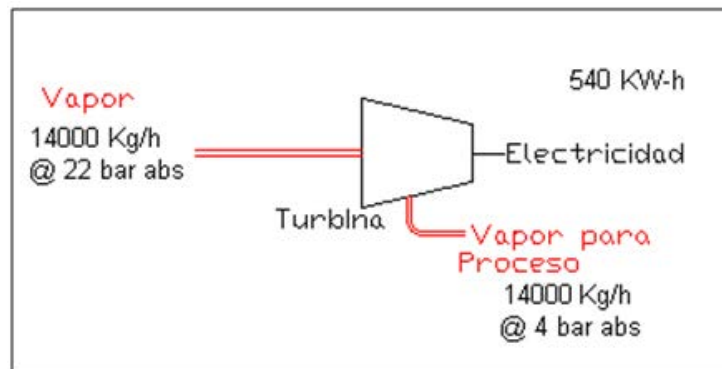 540 KW-h
Vapor
14000 Kg/h
@ 22 bar abs
Electricidad
TurbIna
Vapor para
Proceso
14000 Kg/h
@ 4 bar abs